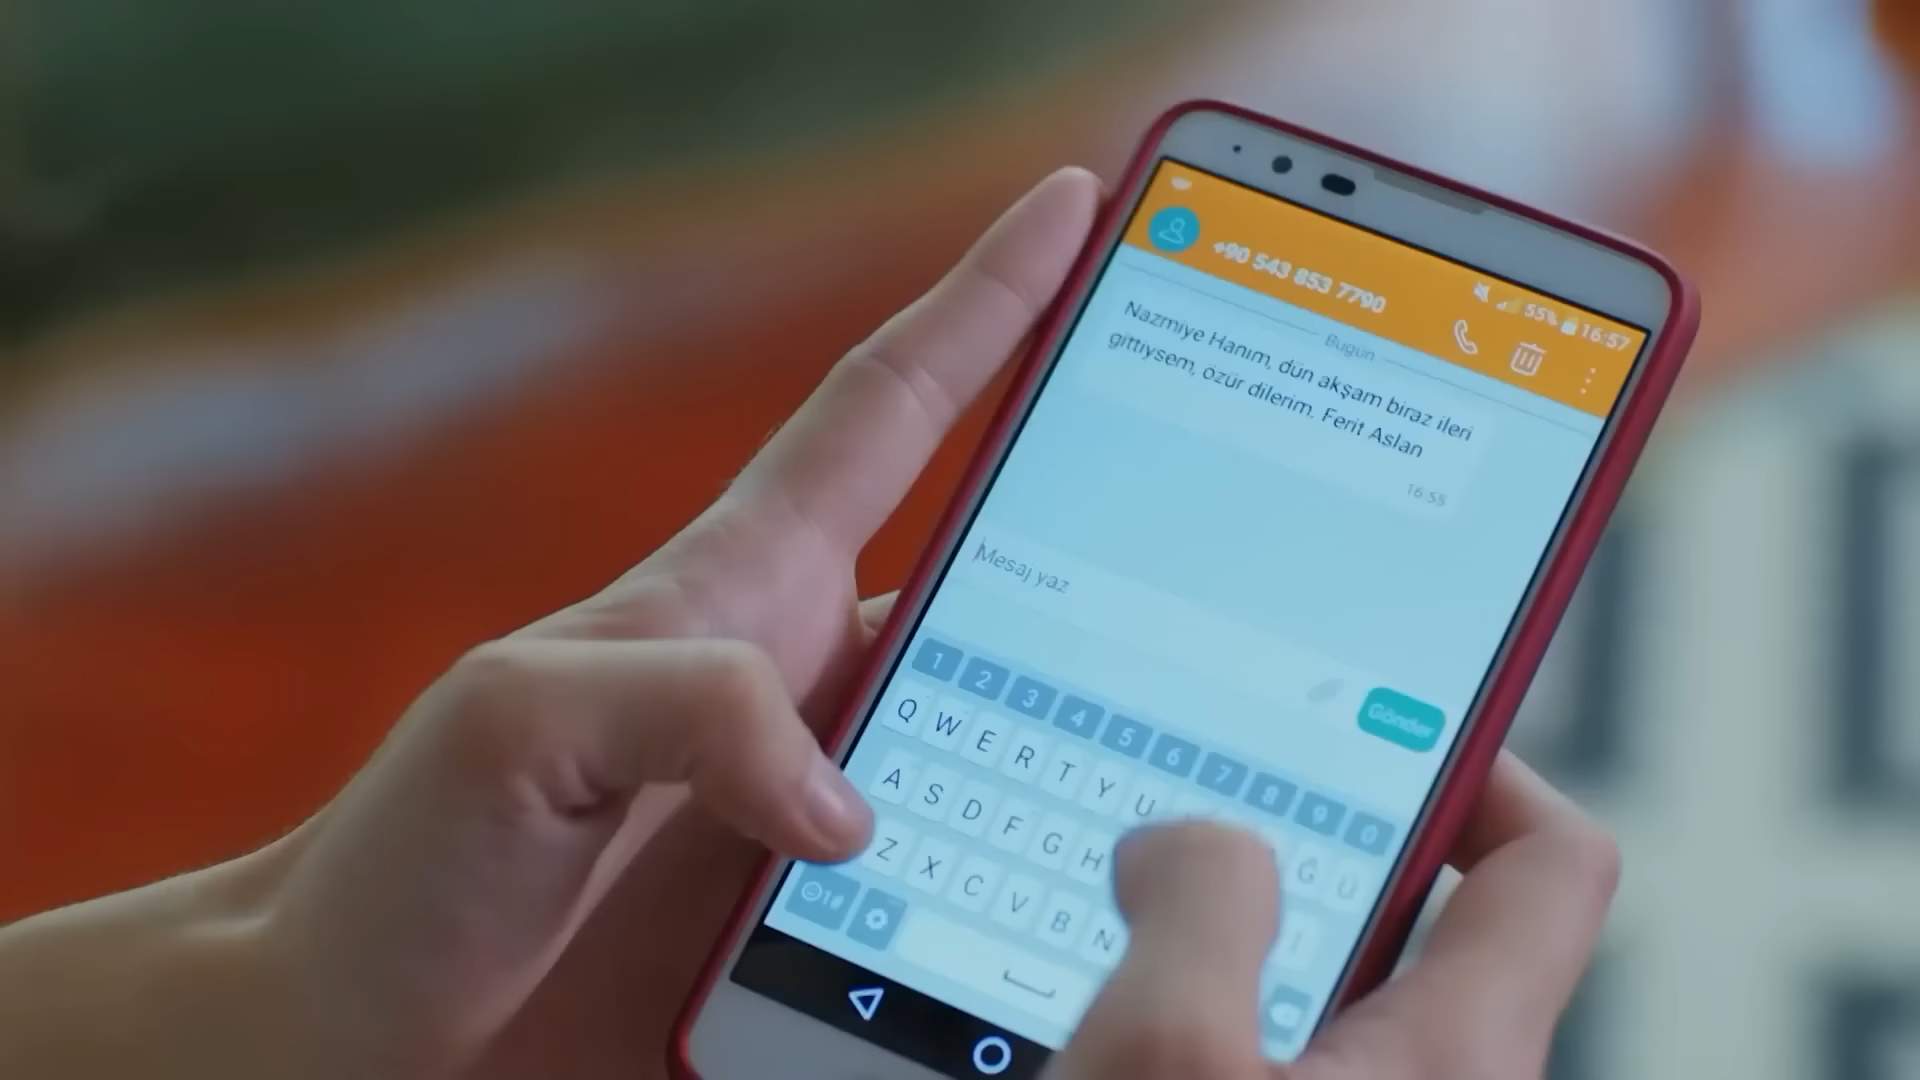 55% 16:57
+90 543 853 7790
Bugün
Nazmiye Hanım, dün akşam biraz ileri
gittiysem, özür dilerim. Ferit Aslan
16:55
Mesaj yaz
Gönder
1 2 3 4 5 6 7 8 9 0
Q W E R T Y U Ğ Ü
A S D F G H İ
Z X C V B N
1@